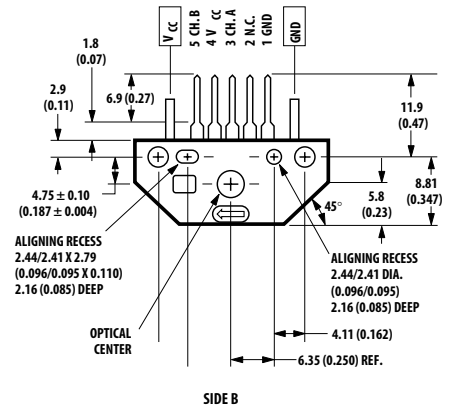 V CC
5 CH. B
4 V CC
3 CH. A
2 N.C.
1 GND
GND
1.8
(0.07)
2.9
(0.11)
6.9 (0.27)
11.9
(0.47)
4.75 ± 0.10
(0.187 ± 0.004)
8.81
(0.347)
5.8
(0.23)
45°
ALIGNING RECESS
2.44/2.41 X 2.79
(0.096/0.095 X 0.110)
2.16 (0.085) DEEP
ALIGNING RECESS
2.44/2.41 DIA.
(0.096/0.095)
2.16 (0.085) DEEP
OPTICAL
CENTER
4.11 (0.162)
6.35 (0.250) REF.
SIDE B